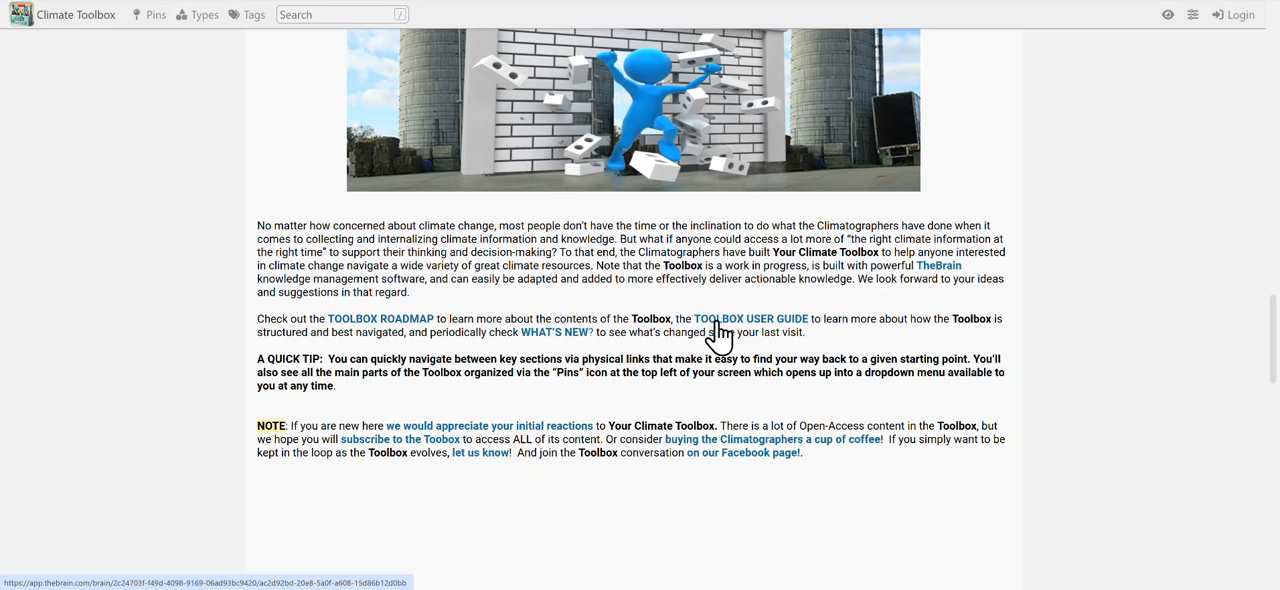 Climate Toolbox Pins Types Tags Search / Login
No matter how concerned about climate change, most people don't have the time or the inclination to do what the Climatographers have done when it
comes to collecting and internalizing climate information and knowledge. But what if anyone could access a lot more of “the right climate information at
the right time” to support their thinking and decision-making? To that end, the Climatographers have built Your Climate Toolbox to help anyone interested
in climate change navigate a wide variety of great climate resources. Note that the Toolbox is a work in progress, is built with powerful TheBrain
knowledge management software, and can easily be adapted and added to more effectively deliver actionable knowledge. We look forward to your ideas
and suggestions in that regard.
Check out the TOOLBOX ROADMAP to learn more about the contents of the Toolbox, the TOOLBOX USER GUIDE to learn more about how the Toolbox is
structured and best navigated, and periodically check WHAT'S NEW? to see what's changed your last visit.
A QUICK TIP: You can quickly navigate between key sections via physical links that make it easy to find your way back to a given starting point. You'll
also see all the main parts of the Toolbox organized via the “Pins” icon at the top left of your screen which opens up into a dropdown menu available to
you at any time.
NOTE: If you are new here we would appreciate your initial reactions to Your Climate Toolbox. There is a lot of Open-Access content in the Toolbox, but
we hope you will subscribe to the Toobox to access ALL of its content. Or consider buying the Climatographers a cup of coffee! If you simply want to be
kept in the loop as the Toolbox evolves, let us know! And join the Toolbox conversation on our Facebook page!.
https://app.thebrain.com/brain/2c24703f-f49d-4098-9169-06ad93bc9420/ac2d92bd-20e8-5a0f-a608-15d86b12d0bb